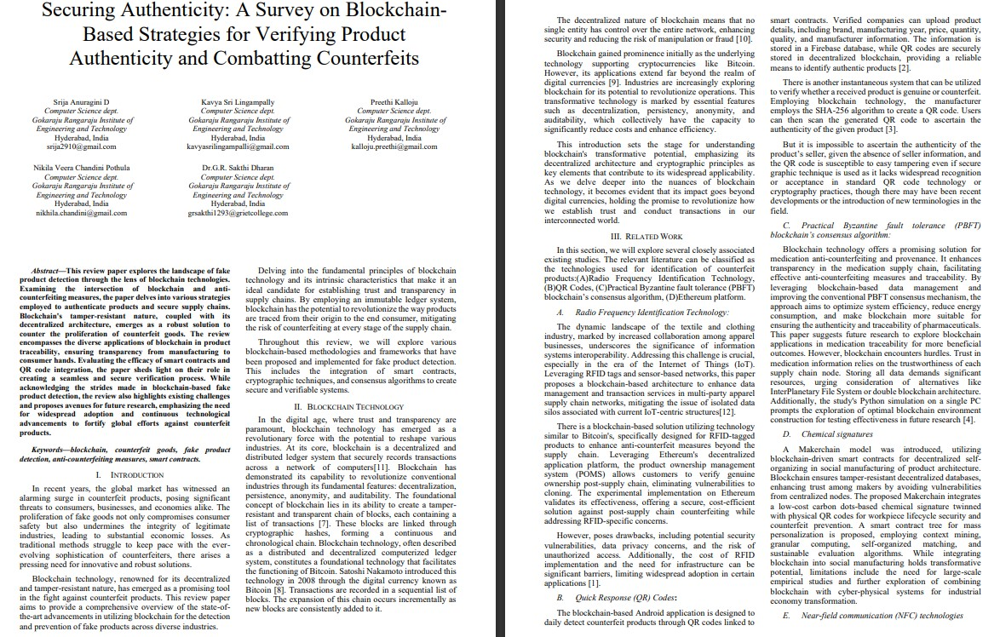 Securing Authenticity: A Survey on Blockchain-
Based Strategies for Verifying Product
Authenticity and Combatting Counterfeits
Srija Anuragini D
Computer Science dept.
Gokaraju Rangaraju Institute of
Engineering and Technology
Hyderabad, India
srija2910@gmail.com
Kavya Sri Lingampally
Computer Science dept.
Gokaraju Rangaraju Institute of
Engineering and Technology
Hyderabad, India
kavyasrilingampalli@gmail.com
Preethi Kalloju
Computer Science dept.
Gokaraju Rangaraju Institute of
Engineering and Technology
Hyderabad, India
kalloju.preethi@gmail.com
Nikila Veera Chandini Pothula
Computer Science dept.
Gokaraju Rangaraju Institute of
Engineering and Technology
Hyderabad, India
nikhila.chandini@gmail.com
Dr.G.R. Sakthi Dharan
Computer Science dept.
Gokaraju Rangaraju Institute of
Engineering and Technology
Hyderabad, India
grsakthi1293@grietcollege.com
Abstract—This review paper explores the landscape of fake
product detection through the lens of blockchain technologies.
Examining the intersection of blockchain and anti-
counterfeiting measures, the paper delves into various strategies
employed to authenticate products and secure supply chains.
Blockchain's tamper-resistant nature, coupled with its
decentralized architecture, emerges as a robust solution to
counter the proliferation of counterfeit goods. The review
encompasses the diverse applications of blockchain in product
traceability, ensuring transparency from manufacturing to
consumer hands. Evaluating the efficacy of smart contracts and
QR code integration, the paper sheds light on their role in
creating a seamless and secure verification process. While
acknowledging the strides made in blockchain-based fake
product detection, the review also highlights existing challenges
and proposes avenues for future research, emphasizing the need
for widespread adoption and continuous technological
advancements to fortify global efforts against counterfeit
products.
Keywords—blockchain, counterfeit goods, fake product
detection, anti-counterfeiting measures, smart contracts.
I. INTRODUCTION
In recent years, the global market has witnessed an
alarming surge in counterfeit products, posing significant
threats to consumers, businesses, and economies alike. The
proliferation of fake goods not only compromises consumer
safety but also undermines the integrity of legitimate
industries, leading to substantial economic losses. As
traditional methods struggle to keep pace with the ever-
evolving sophistication of counterfeiters, there arises a
pressing need for innovative and robust solutions.
Blockchain technology, renowned for its decentralized
and tamper-resistant nature, has emerged as a promising tool
in the fight against counterfeit products. This review paper
aims to provide a comprehensive overview of the state-of-
the-art advancements in utilizing blockchain for the detection
and prevention of fake products across diverse industries.
Delving into the fundamental principles of blockchain
technology and its intrinsic characteristics that make it an
ideal candidate for establishing trust and transparency in
supply chains. By employing an immutable ledger system,
blockchain has the potential to revolutionize the way products
are traced from their origin to the end consumer, mitigating
the risk of counterfeiting at every stage of the supply chain.
Throughout this review, we will explore various
blockchain-based methodologies and frameworks that have
been proposed and implemented for fake product detection.
This includes the integration of smart contracts,
cryptographic techniques, and consensus algorithms to create
secure and verifiable systems.
II. BLOCKCHAIN TECHNOLOGY
In the digital age, where trust and transparency are
paramount, blockchain technology has emerged as a
revolutionary force with the potential to reshape various
industries. At its core, blockchain is a decentralized and
distributed ledger system that securely records transactions
across a network of computers[11]. Blockchain has
demonstrated its capability to revolutionize conventional
industries through its fundamental features: decentralization,
persistence, anonymity, and auditability. The foundational
concept of blockchain lies in its ability to create a tamper-
resistant and transparent chain of blocks, each containing a
list of transactions [7]. These blocks are linked through
cryptographic hashes, forming a continuous and
chronological chain. Blockchain technology, often described
as a distributed and decentralized computerized ledger
system, constitutes a foundational technology that facilitates
the functioning of Bitcoin. Satoshi Nakamoto introduced this
technology in 2008 through the digital currency known as
Bitcoin [8]. Transactions are recorded in a sequential list of
blocks. The expansion of this chain occurs incrementally as
new blocks are consistently added to it.
The decentralized nature of blockchain means that no
single entity has control over the entire network, enhancing
security and reducing the risk of manipulation or fraud [10].
Blockchain gained prominence initially as the underlying
technology supporting cryptocurrencies like Bitcoin.
However, its applications extend far beyond the realm of
digital currencies [9]. Industries are increasingly exploring
blockchain for its potential to revolutionize operations. This
transformative technology is marked by essential features
such as decentralization, persistency, anonymity, and
auditability, which collectively have the capacity to
significantly reduce costs and enhance efficiency.
This introduction sets the stage for understanding
blockchain's transformative potential, emphasizing its
decentralized architecture and cryptographic principles as
key elements that contribute to its widespread applicability.
As we delve deeper into the nuances of blockchain
technology, it becomes evident that its impact goes beyond
digital currencies, holding the promise to revolutionize how
we establish trust and conduct transactions in our
interconnected world.
III. RELATED WORK
In this section, we will explore several closely associated
existing studies. The relevant literature can be classified as
the technologies used for identification of counterfeit
products:(A)Radio Frequency Identification Technology,
(B)QR Codes, (C)Practical Byzantine fault tolerance (PBFT)
blockchain's consensus algorithm, (D)Ethereum platform.
A. Radio Frequency Identification Technology:
The dynamic landscape of the textile and clothing
industry, marked by increased collaboration among apparel
businesses, underscores the significance of information
systems interoperability. Addressing this challenge is crucial,
especially in the era of the Internet of Things (IoT).
Leveraging RFID tags and sensor-based networks, this paper
proposes a blockchain-based architecture to enhance data
management and transaction services in multi-party apparel
supply chain networks, mitigating the issue of isolated data
silos associated with current IoT-centric structures[12].
There is a blockchain-based solution utilizing technology
similar to Bitcoin's, specifically designed for RFID-tagged
products to enhance anti-counterfeit measures beyond the
supply chain. Leveraging Ethereum's decentralized
application platform, the product ownership management
system (POMS) allows customers to verify genuine
ownership post-supply chain, eliminating vulnerabilities to
cloning. The experimental implementation on Ethereum
validates its effectiveness, offering a secure, cost-efficient
solution against post-supply chain counterfeiting while
addressing RFID-specific concerns.
However, poses drawbacks, including potential security
vulnerabilities, data privacy concerns, and the risk of
unauthorized access. Additionally, the cost of RFID
implementation and the need for infrastructure can be
significant barriers, limiting widespread adoption in certain
applications [1].
B. Quick Response (QR) Codes:
The blockchain-based Android application is designed to
daily detect counterfeit products through QR codes linked to
smart contracts. Verified companies can upload product
details, including brand, manufacturing year, price, quantity,
quality, and manufacturer information. The information is
stored in a Firebase database, while QR codes are securely
stored in decentralized blockchain, providing a reliable
means to identify authentic products [2].
There is another instantaneous system that can be utilized
to verify whether a received product is genuine or counterfeit.
Employing blockchain technology, the manufacturer
employs the SHA-256 algorithm to create a QR code. Users
can then scan the generated QR code to ascertain the
authenticity of the given product [3].
But it is impossible to ascertain the authenticity of the
product's seller, given the absence of seller information, and
the QR code is susceptible to easy tampering even if secure
graphic technique is used as it lacks widespread recognition
or acceptance in standard QR code technology or
cryptography practices, though there may have been recent
developments or the introduction of new terminologies in the
field.
C. Practical Byzantine fault tolerance (PBFT)
blockchain's consensus algorithm:
Blockchain technology offers a promising solution for
medication anti-counterfeiting and provenance. It enhances
transparency in the medication supply chain, facilitating
effective anti-counterfeiting measures and traceability. By
leveraging blockchain-based data management and
improving the conventional PBFT consensus mechanism, the
approach aims to optimize system efficiency, reduce energy
consumption, and make blockchain more suitable for
ensuring the authenticity and traceability of pharmaceuticals.
This paper suggests future research to explore blockchain
applications in medication traceability for more beneficial
outcomes. However, blockchain encounters hurdles. Trust in
medication information relies on the trustworthiness of each
supply chain node. Storing all data demands significant
resources, urging consideration of alternatives like
InterPlanetary File System or double blockchain architecture.
Additionally, the study's Python simulation on a single PC
prompts the exploration of optimal blockchain environment
construction for testing effectiveness in future research [4].
D. Chemical signatures
A Makerchain model was introduced, utilizing
blockchain-driven smart contracts for decentralized self-
organizing in social manufacturing of product architecture.
Blockchain ensures tamper-resistant decentralized databases,
enhancing trust among makers by avoiding vulnerabilities
from centralized nodes. The proposed Makerchain integrates
a low-cost carbon dots-based chemical signature twinned
with physical QR codes for workpiece lifecycle security and
counterfeit prevention. A smart contract tree for mass
personalization is proposed, employing context mining,
granular computing, self-organized matching, and
sustainable evaluation algorithms. While integrating
blockchain into social manufacturing holds transformative
potential, limitations include the need for large-scale
empirical studies and further exploration of combining
blockchain with cyber-physical systems for industrial
economy transformation.
E. Near-field communication (NFC) technologies